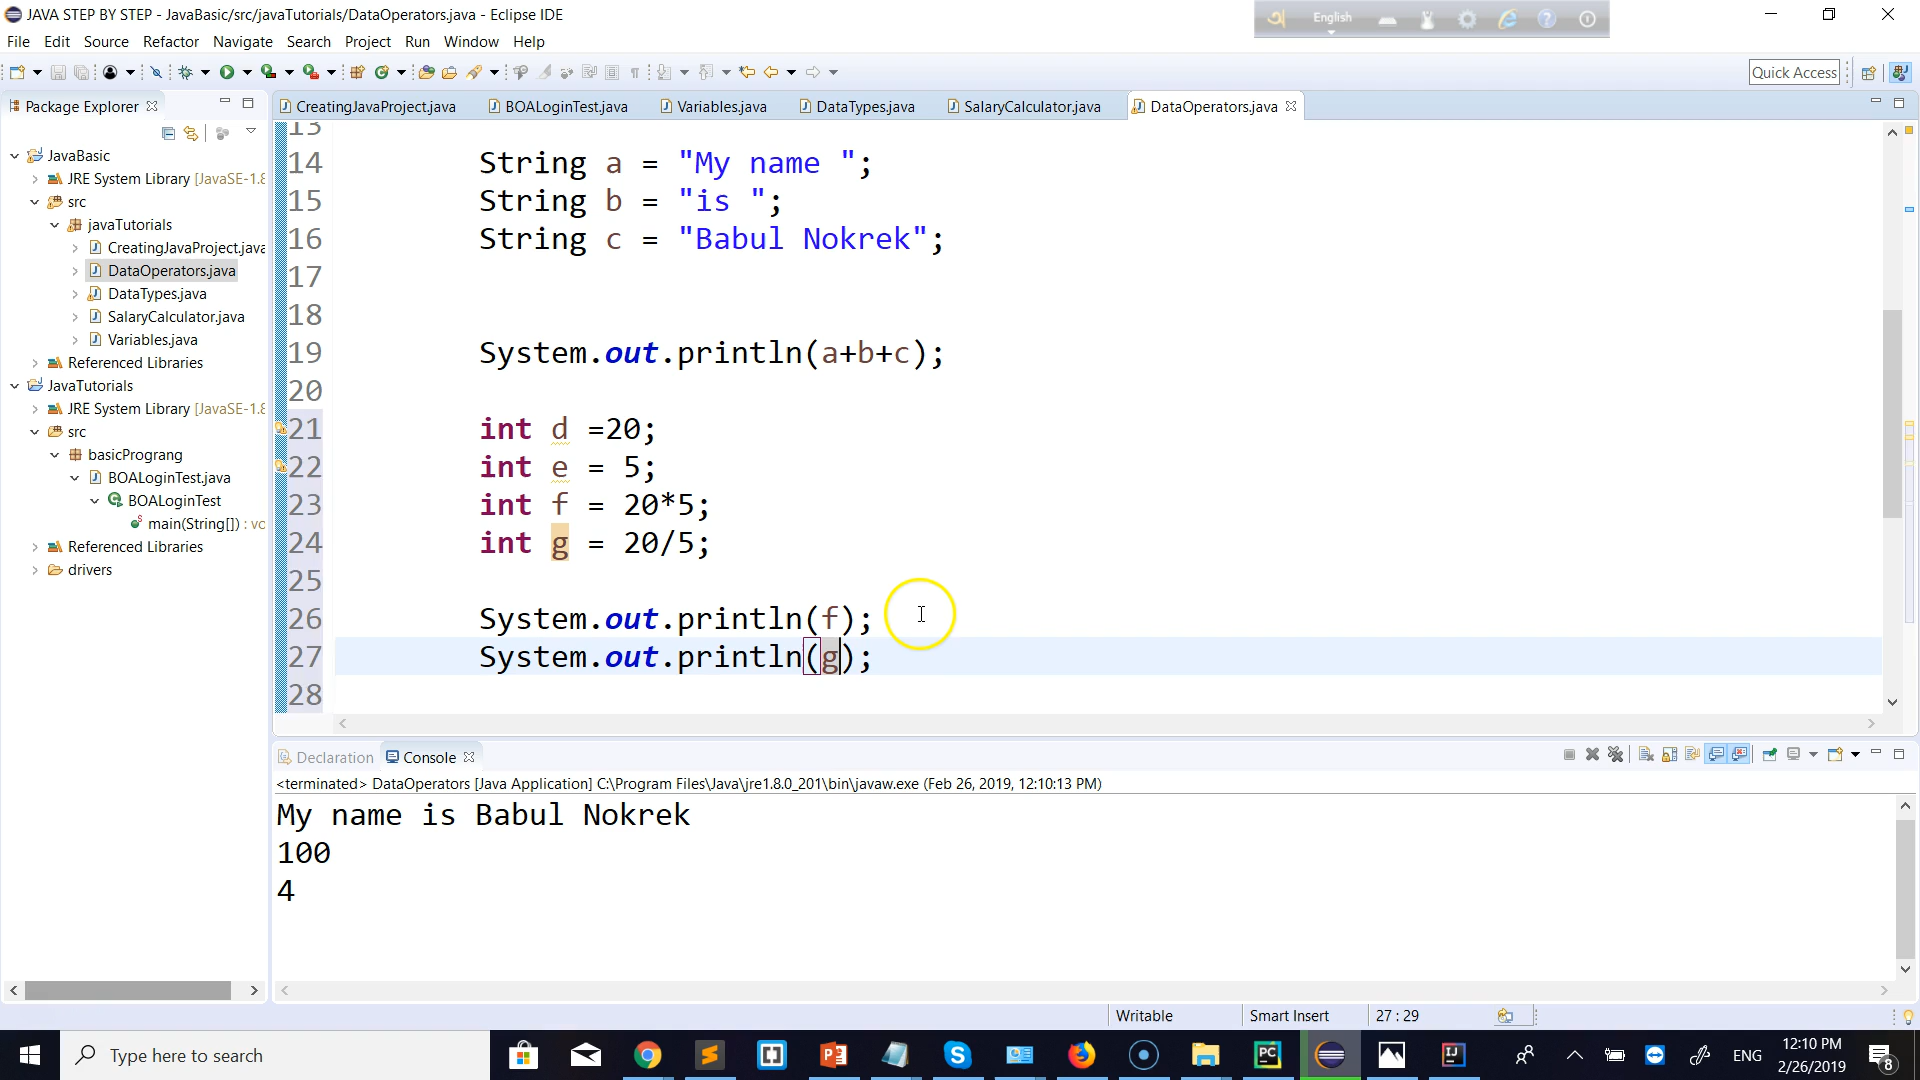 JAVA STEP BY STEP - JavaBasic/src/javaTutorials/DataOperators.java - Eclipse IDE
English
File Edit Source Refactor Navigate Search Project Run Window Help
Quick Access
Package Explorer
CreatingJavaProject.java BOALoginTest.java Variables.java DataTypes.java SalaryCalculator.java DataOperators.java
JavaBasic
JRE System Library [JavaSE-1.8
src
javaTutorials
CreatingJavaProject.java
DataOperators.java
DataTypes.java
SalaryCalculator.java
Variables.java
Referenced Libraries
JavaTutorials
JRE System Library [JavaSE-1.8
src
basicPrograng
BOALoginTest.java
BOALoginTest
main(String[]) : vo
Referenced Libraries
drivers
13
14 String a = "My name ";
15 String b = "is ";
16 String c = "Babul Nokrek";
17
18
19 System.out.println(a+b+c);
20
21 int d =20;
22 int e = 5;
23 int f = 20*5;
24 int g = 20/5;
25
26 System.out.println(f);
27 System.out.println(g);
28
Declaration Console
<terminated> DataOperators [Java Application] C:\Program Files\Java\jre1.8.0_201\bin\javaw.exe (Feb 26, 2019, 12:10:13 PM)
My name is Babul Nokrek
100
4
Writable Smart Insert 27 : 29
Type here to search
ENG
12:10 PM
2/26/2019
8